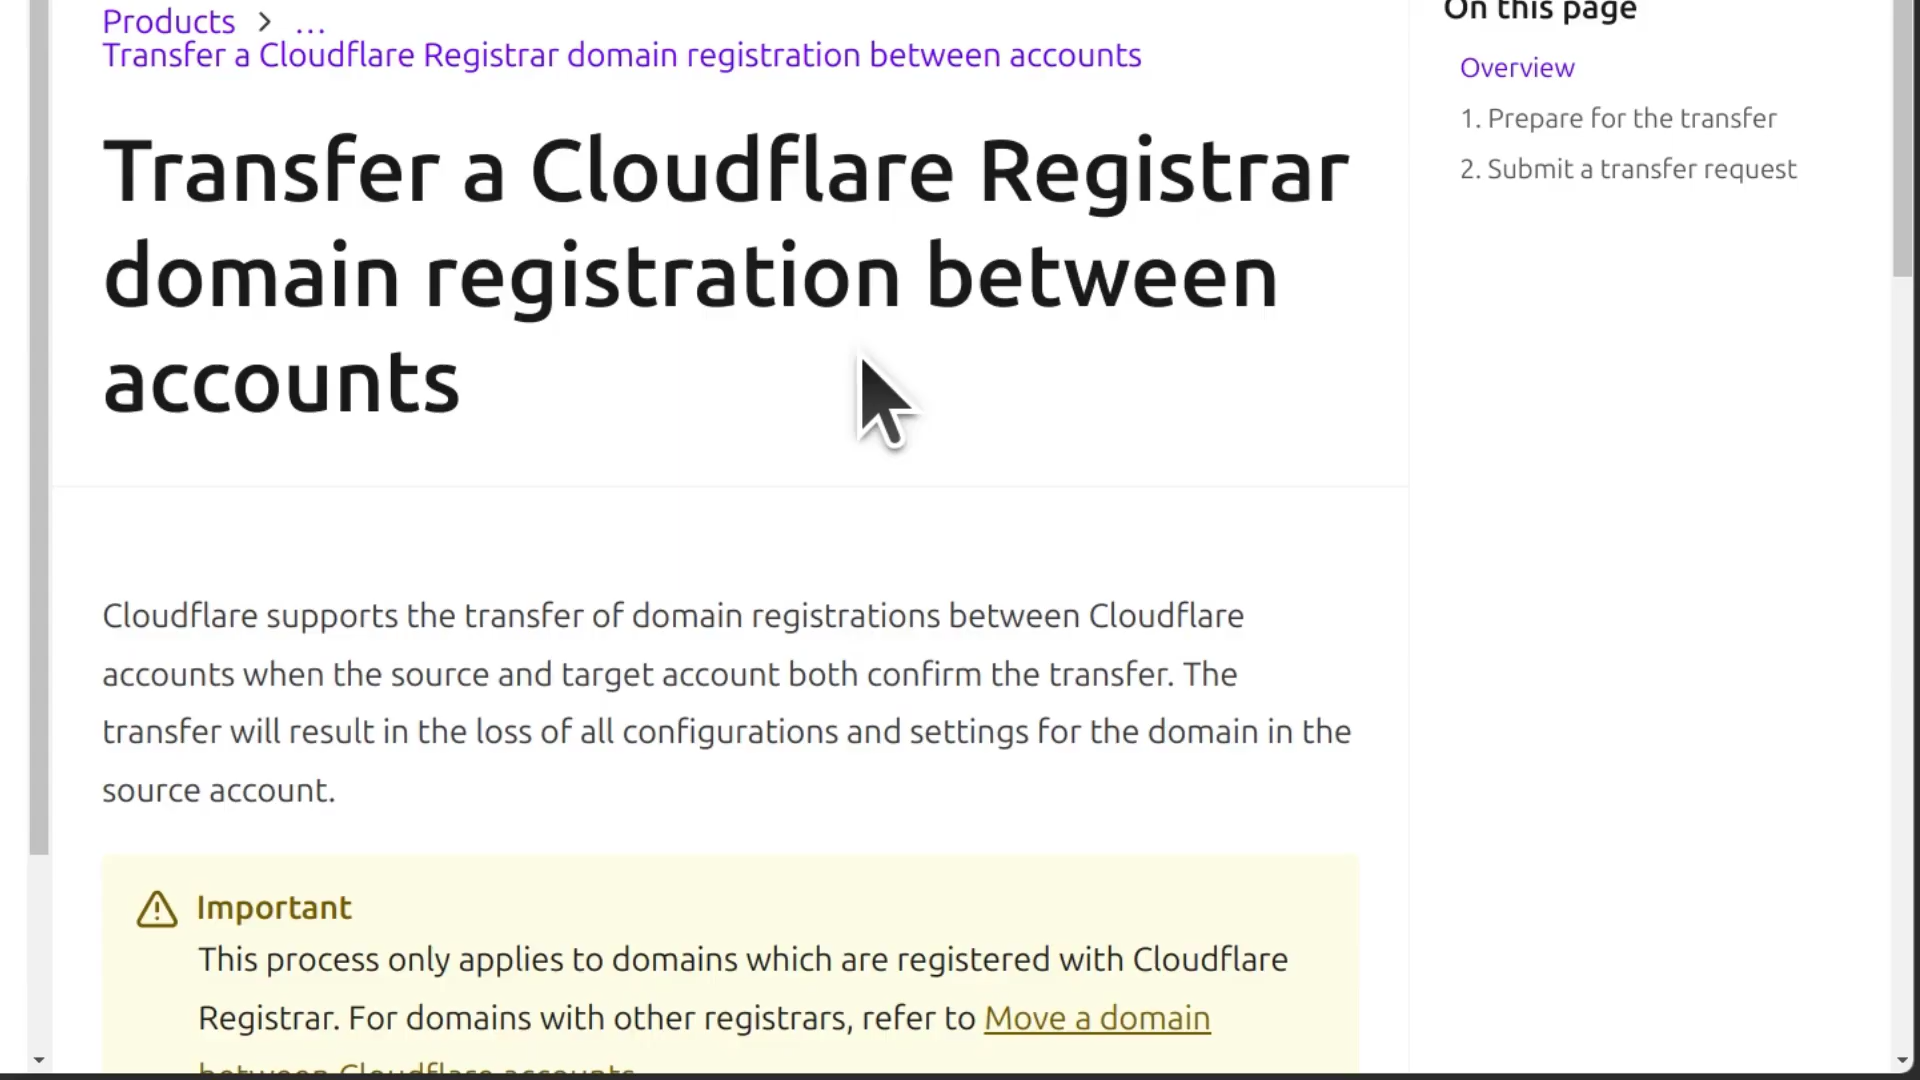 Products > ...
Transfer a Cloudflare Registrar domain registration between accounts
Transfer a Cloudflare Registrar
domain registration between
accounts
Cloudflare supports the transfer of domain registrations between Cloudflare
accounts when the source and target account both confirm the transfer. The
transfer will result in the loss of all configurations and settings for the domain in the
source account.
Important
This process only applies to domains which are registered with Cloudflare
Registrar. For domains with other registrars, refer to Move a domain
between Cloudflare accounts
On this page
Overview
1. Prepare for the transfer
2. Submit a transfer request